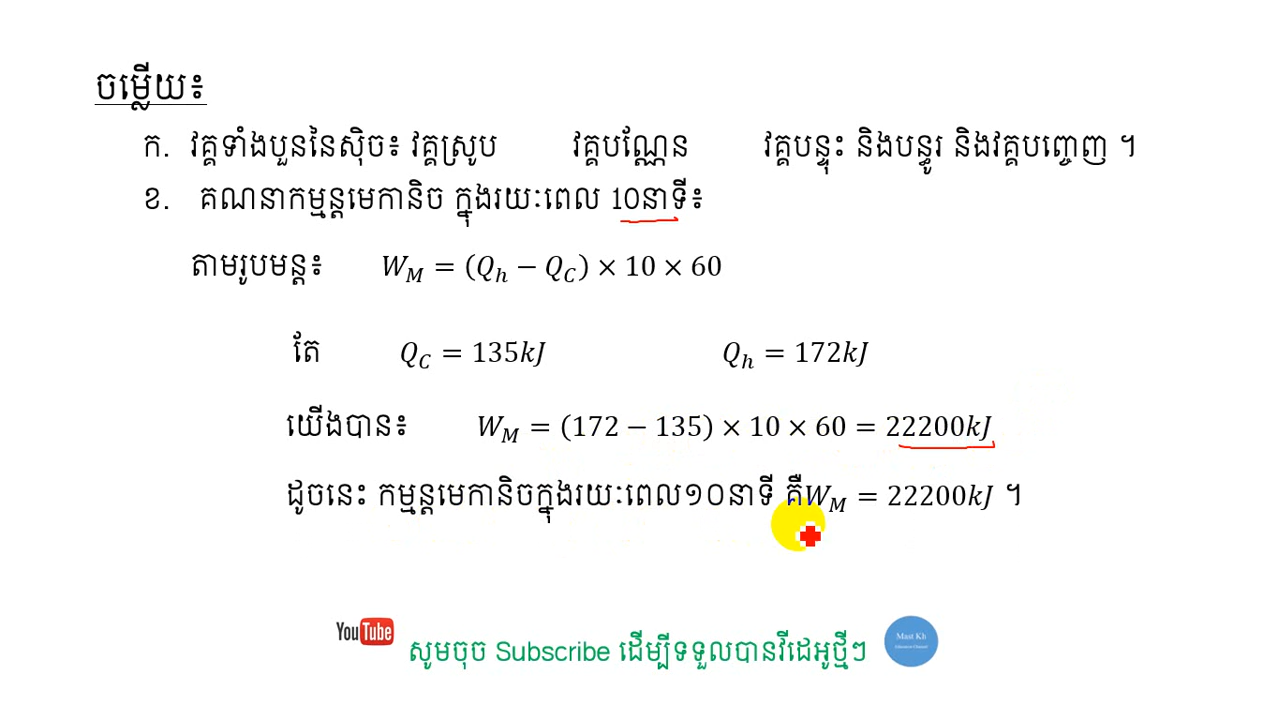 ចម្លើយ៖
ក. វគ្គទាំងបួននៃស៊ិច៖ វគ្គស្រូប វគ្គបណ្ណែន វគ្គបន្ទុះ និងបន្ធូរ និងវគ្គបញ្ចេញ ។
ខ. គណនាកម្មន្តមេកានិច ក្នុងរយៈពេល 10នាទី៖
តាមរូបមន្ត៖ W_M = (Q_h − Q_C) × 10 × 60
តែ Q_C = 135kJ Q_h = 172kJ
យើងបាន៖ W_M = (172 − 135) × 10 × 60 = 22200kJ
ដូចនេះ កម្មន្តមេកានិចក្នុងរយៈពេល១០នាទី គឺW_M = 22200kJ ។
YouTube
សូមចុច Subscribe ដើម្បីទទួលបានវីដេអូថ្មីៗ
Maat Kh
Education Channel